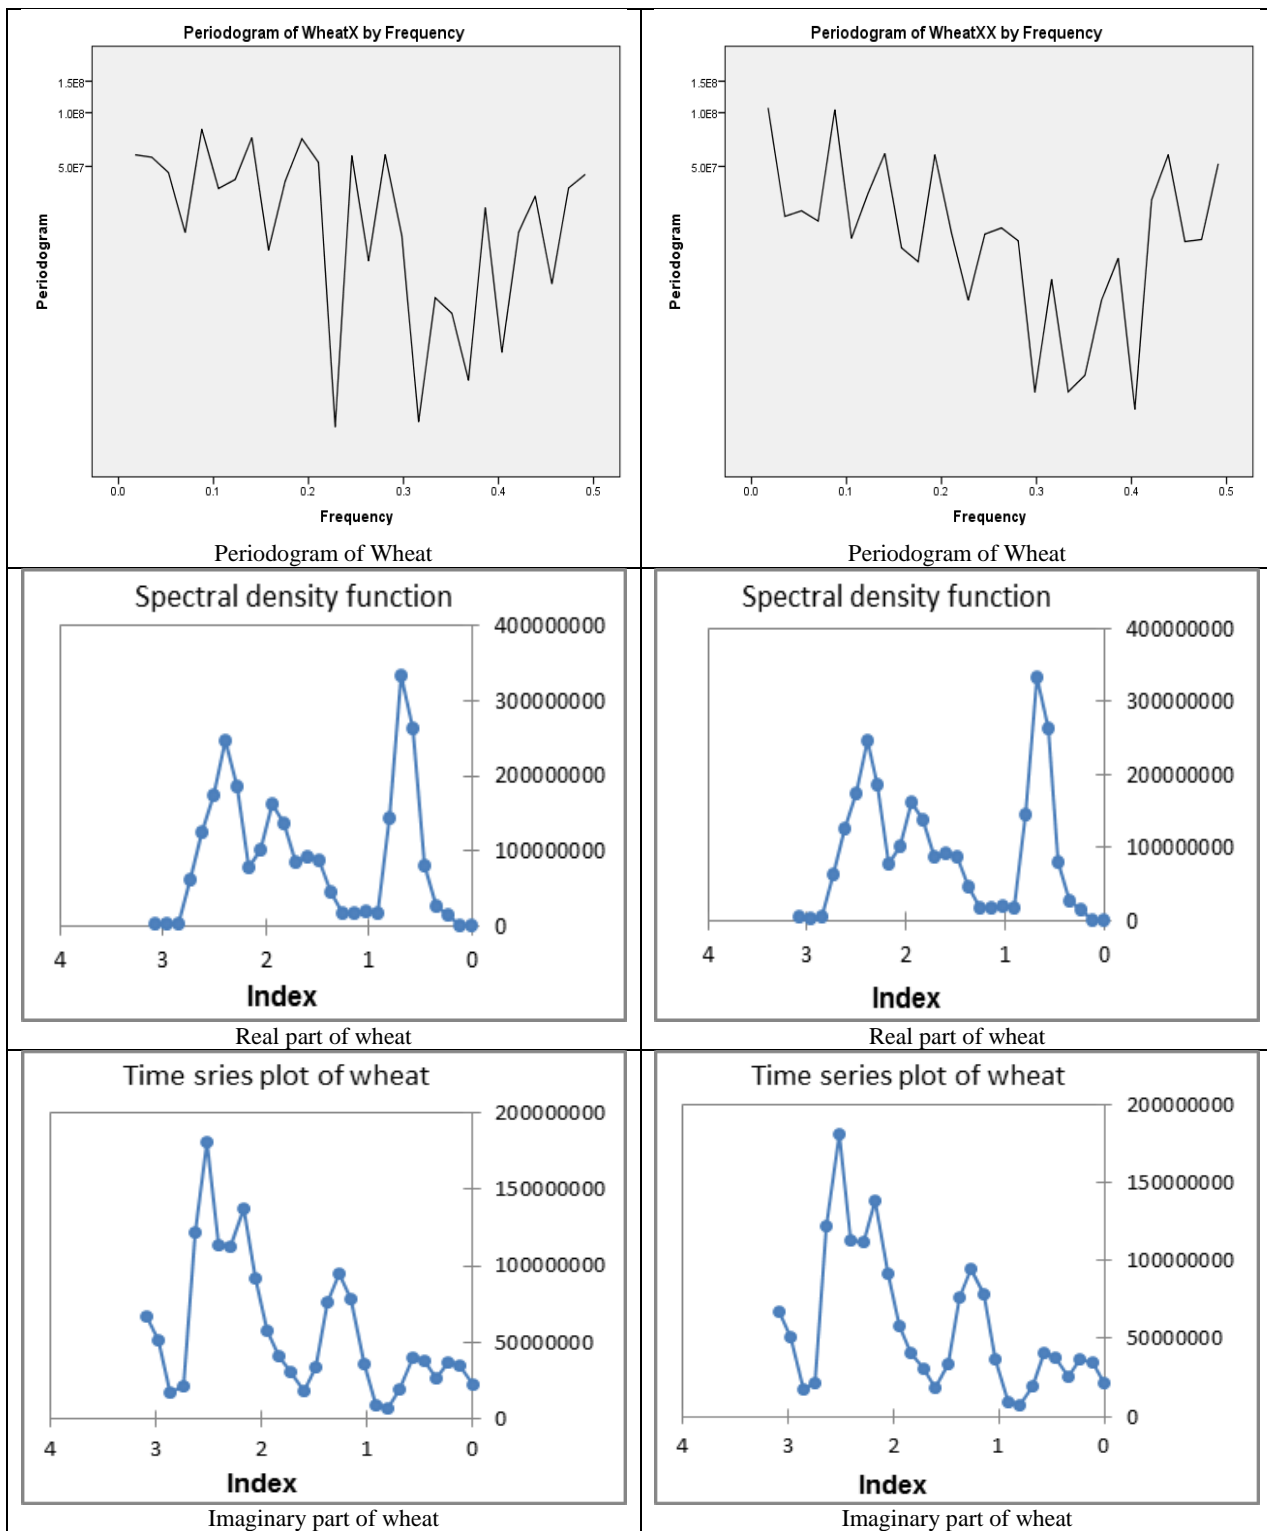 Periodogram of WheatX by Frequency
1.5E8
1.0E8
5.0E7
Periodogram
0.0 0.1 0.2 0.3 0.4 0.5
Frequency
Periodogram of Wheat
Periodogram of WheatXX by Frequency
1.5E8
1.0E8
5.0E7
Periodogram
0.0 0.1 0.2 0.3 0.4 0.5
Frequency
Periodogram of Wheat
Spectral density function
400000000
300000000
200000000
100000000
0
4 3 2 1 0
Index
Real part of wheat
Spectral density function
400000000
300000000
200000000
100000000
0
4 3 2 1 0
Index
Real part of wheat
Time sries plot of wheat
200000000
150000000
100000000
50000000
0
4 3 2 1 0
Index
Imaginary part of wheat
Time series plot of wheat
200000000
150000000
100000000
50000000
0
4 3 2 1 0
Index
Imaginary part of wheat